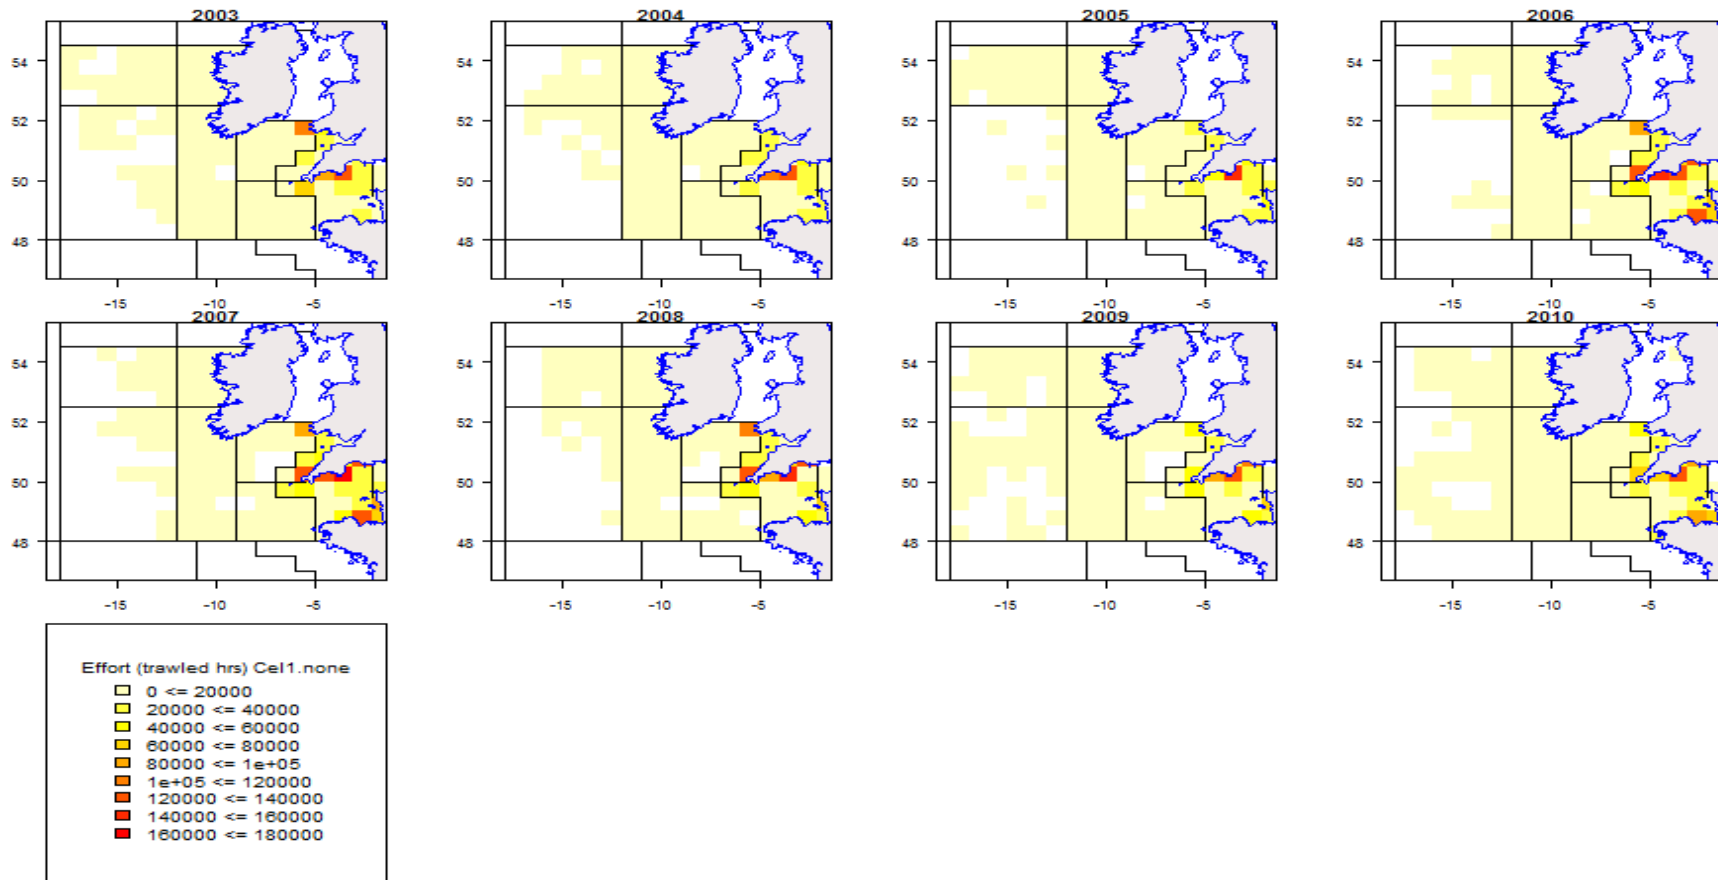 2003 2004 2005 2006
54 54 54 54
52 52 52 52
50 50 50 50
48 48 48 48
-15 -10 -5 -15 -10 -5 -15 -10 -5 -15 -10 -5
2007 2008 2009 2010
54 54 54 54
52 52 52 52
50 50 50 50
48 48 48 48
-15 -10 -5 -15 -10 -5 -15 -10 -5 -15 -10 -5
Effort (trawled hrs) Cel1.none
0 <= 20000
20000 <= 40000
40000 <= 60000
60000 <= 80000
80000 <= 1e+05
1e+05 <= 120000
120000 <= 140000
140000 <= 160000
160000 <= 180000